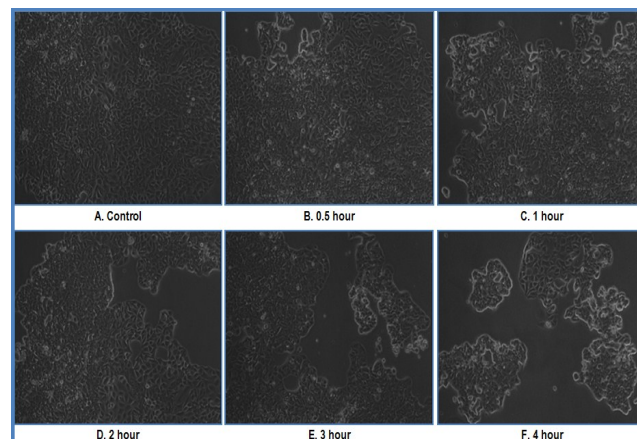 A. Control
B. 0.5 hour
C. 1 hour
D. 2 hour
E. 3 hour
F. 4 hour